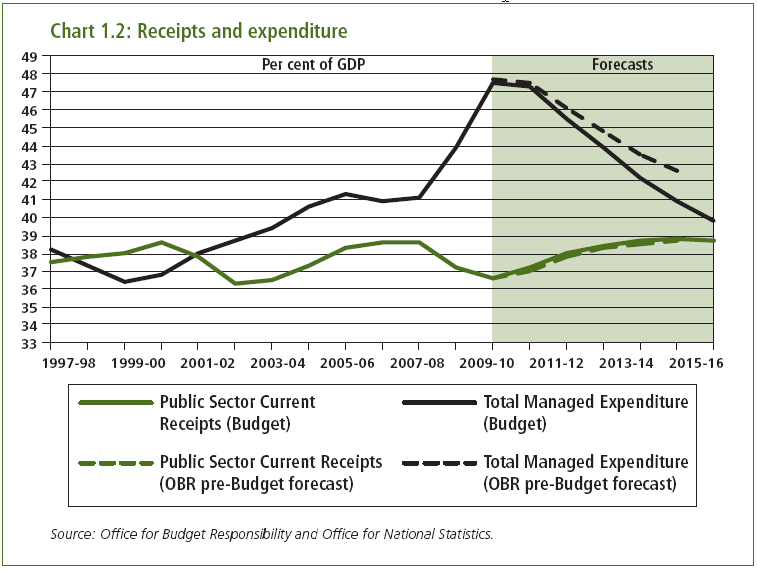 Chart 1.2: Receipts and expenditure
Per cent of GDP
Forecasts
49
48
47
46
45
44
43
42
41
40
39
38
37
36
35
34
33
1997-98 1999-00 2001-02 2003-04 2005-06 2007-08 2009-10 2011-12 2013-14 2015-16
Public Sector Current
Receipts (Budget)
Total Managed Expenditure
(Budget)
Public Sector Current Receipts
(OBR pre-Budget forecast)
Total Managed Expenditure
(OBR pre-Budget forecast)
Source: Office for Budget Responsibility and Office for National Statistics.